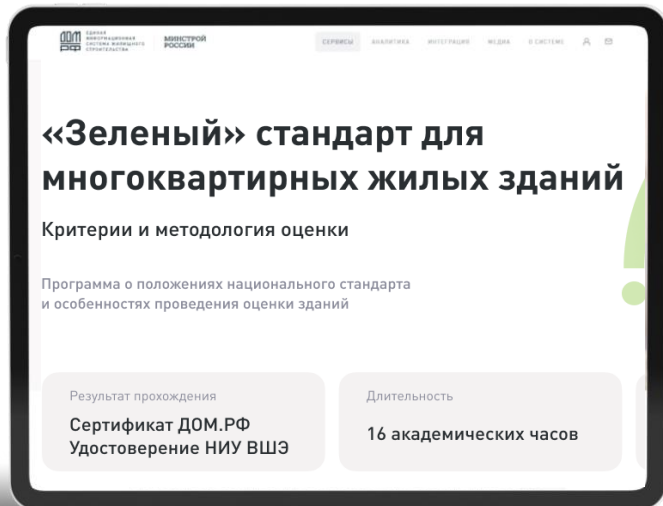 ДОМ РФ
ЕДИНАЯ
ИНФОРМАЦИОННАЯ
СИСТЕМА ЖИЛИЩНОГО
СТРОИТЕЛЬСТВА
МИНСТРОЙ
РОССИИ
СЕРВИСЫ АНАЛИТИКА ИНТЕГРАЦИЯ МЕДИА О СИСТЕМЕ
«Зеленый» стандарт для
многоквартирных жилых зданий
Критерии и методология оценки
Программа о положениях национального стандарта
и особенностях проведения оценки зданий
Результат прохождения
Сертификат ДОМ.РФ
Удостоверение НИУ ВШЭ
Длительность
16 академических часов